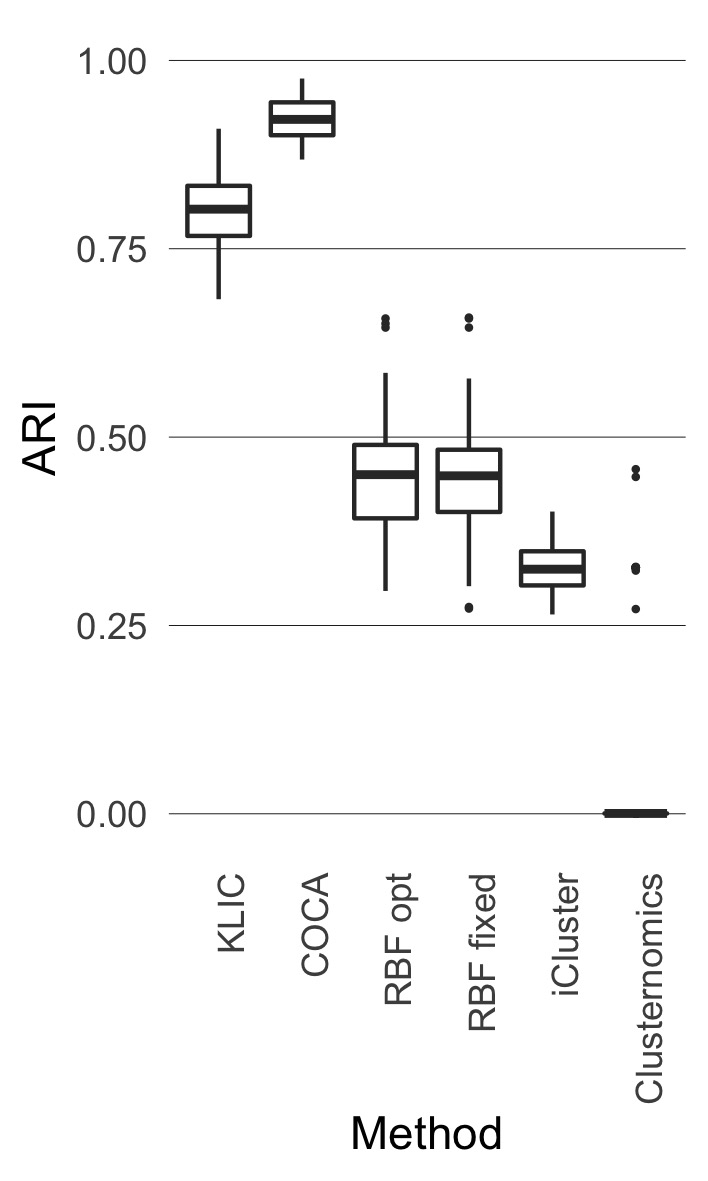 1.00
0.75
0.50
0.25
0.00
ARI
KLIC
COCA
RBF opt
RBF fixed
iCluster
Clusternomics
Method